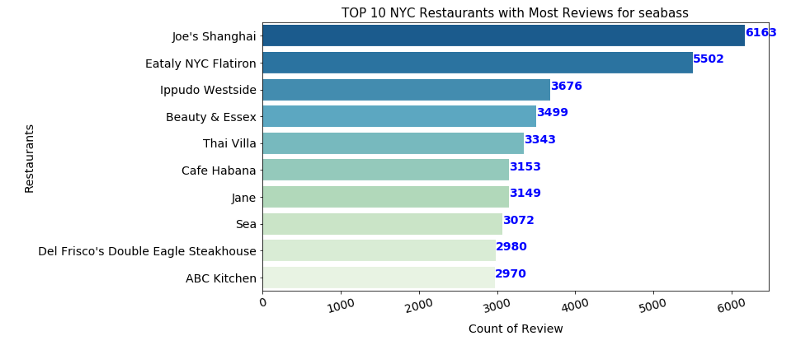 TOP 10 NYC Restaurants with Most Reviews for seabass
Joe's Shanghai 6163
Eataly NYC Flatiron 5502
Ippudo Westside 3676
Beauty & Essex 3499
Thai Villa 3343
Cafe Habana 3153
Jane 3149
Sea 3072
Del Frisco's Double Eagle Steakhouse 2980
ABC Kitchen 2970
Restaurants
0 1000 2000 3000 4000 5000 6000
Count of Review